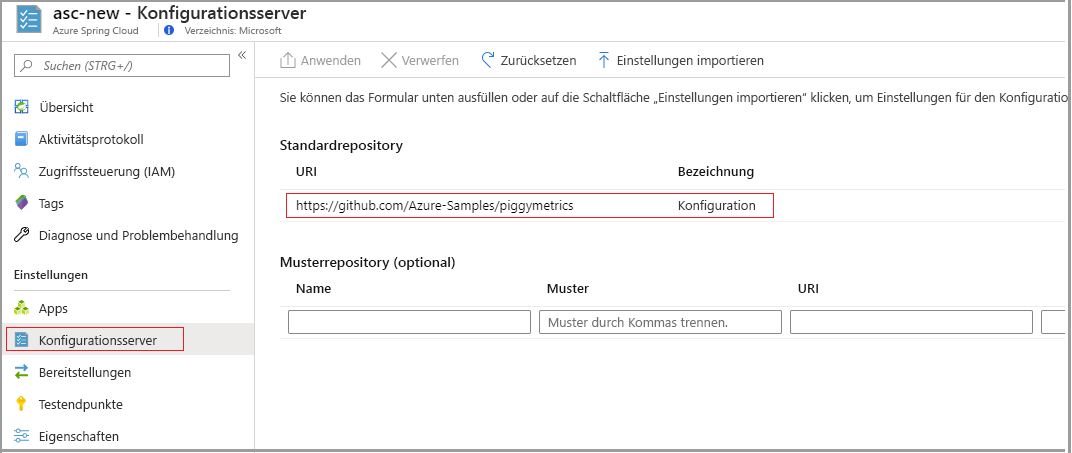 asc-new - Konfigurationsserver
Azure Spring Cloud Verzeichnis: Microsoft
Suchen (STRG+/)
Übersicht
Aktivitätsprotokoll
Zugriffssteuerung (IAM)
Tags
Diagnose und Problembehandlung
Einstellungen
Apps
Konfigurationsserver
Bereitstellungen
Testendpunkte
Eigenschaften
Anwenden Verwerfen Zurücksetzen Einstellungen importieren
Sie können das Formular unten ausfüllen oder auf die Schaltfläche „Einstellungen importieren“ klicken, um Einstellungen für den Konfiguratio
Standardrepository
URI Bezeichnung
https://github.com/Azure-Samples/piggymetrics Konfiguration
Musterrepository (optional)
Name Muster URI
Muster durch Kommas trennen.